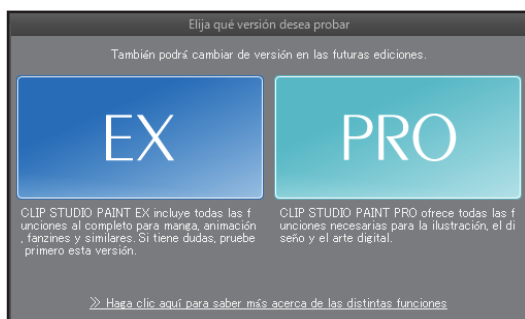 Elija qué versión desea probar
También podrá cambiar de versión en las futuras ediciones.
EX
PRO
CLIP STUDIO PAINT EX incluye todas las f
unciones al completo para manga, animación
, fanzines y similares. Si tiene dudas, pruebe
primero esta versión.
CLIP STUDIO PAINT PRO ofrece todas las f
unciones necesarias para la ilustración, el di
seño y el arte digital.
≫ Haga clic aquí para saber más acerca de las distintas funciones